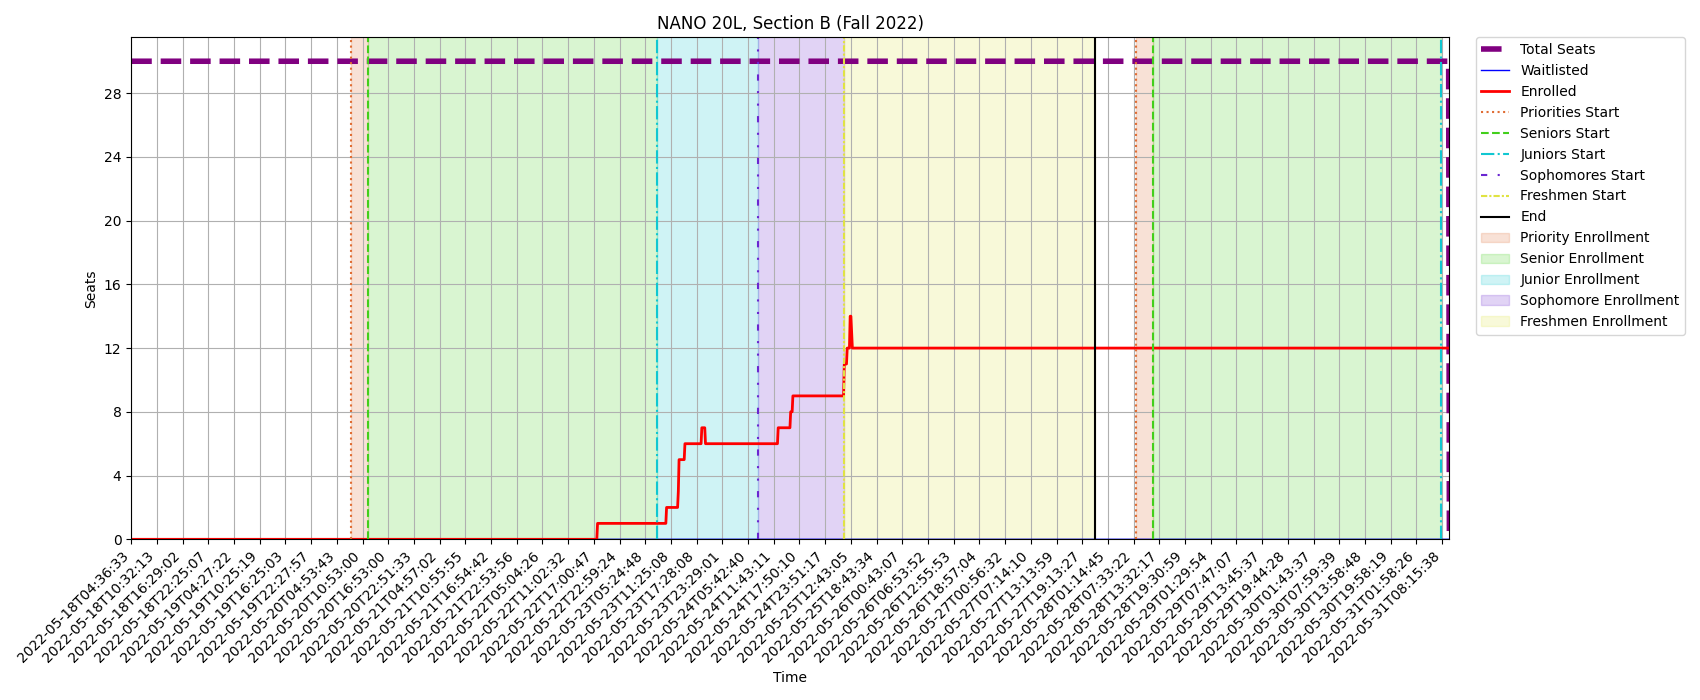 NANO 20L, Section B (Fall 2022)
Seats
28
24
20
16
12
8
4
0
2022-05-18T04:36:33
2022-05-18T10:32:13
2022-05-18T16:29:02
2022-05-18T22:25:07
2022-05-19T04:27:22
2022-05-19T10:25:19
2022-05-19T16:25:03
2022-05-19T22:27:57
2022-05-20T04:53:43
2022-05-20T10:53:00
2022-05-20T16:53:00
2022-05-20T22:51:33
2022-05-21T04:57:02
2022-05-21T10:55:55
2022-05-21T16:54:42
2022-05-21T22:53:56
2022-05-22T05:04:26
2022-05-22T11:02:32
2022-05-22T17:00:47
2022-05-22T22:59:24
2022-05-23T05:24:48
2022-05-23T11:25:08
2022-05-23T17:28:08
2022-05-23T23:29:01
2022-05-24T05:42:40
2022-05-24T11:43:11
2022-05-24T17:50:10
2022-05-24T23:51:17
2022-05-25T12:43:05
2022-05-25T18:43:34
2022-05-26T00:43:07
2022-05-26T06:53:52
2022-05-26T12:55:53
2022-05-26T18:57:04
2022-05-27T00:56:32
2022-05-27T07:14:10
2022-05-27T13:13:59
2022-05-27T19:13:27
2022-05-28T01:14:45
2022-05-28T07:33:22
2022-05-28T13:32:17
2022-05-28T19:30:59
2022-05-29T01:29:54
2022-05-29T07:47:07
2022-05-29T13:45:37
2022-05-29T19:44:28
2022-05-30T01:43:37
2022-05-30T07:59:39
2022-05-30T13:58:48
2022-05-30T19:58:19
2022-05-31T01:58:26
2022-05-31T08:15:38
Time
Total Seats
Waitlisted
Enrolled
Priorities Start
Seniors Start
Juniors Start
Sophomores Start
Freshmen Start
End
Priority Enrollment
Senior Enrollment
Junior Enrollment
Sophomore Enrollment
Freshmen Enrollment